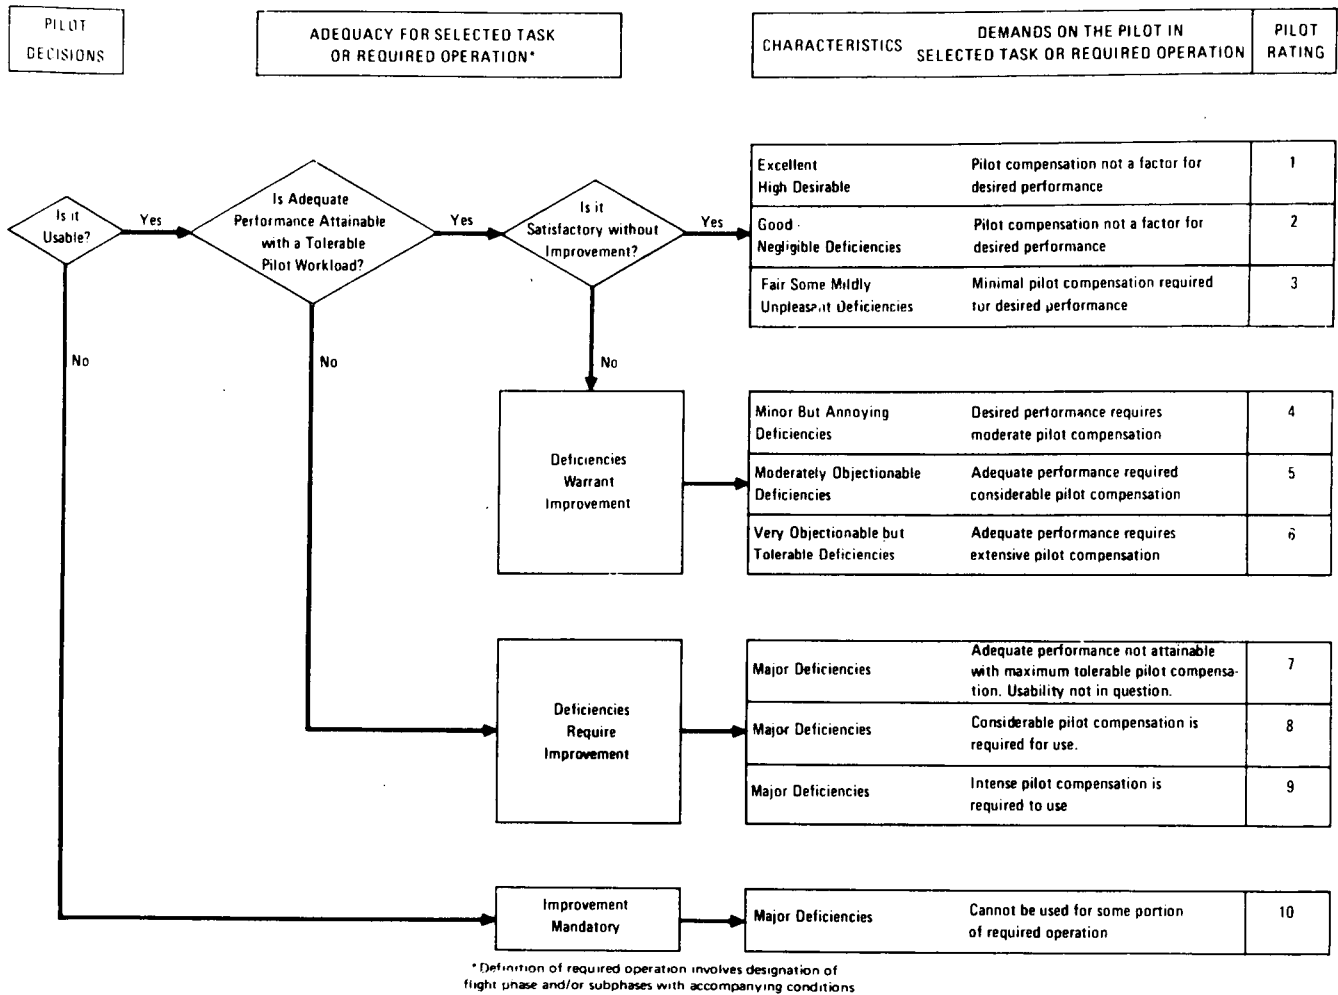 PILOT
DECISIONS
ADEQUACY FOR SELECTED TASK
OR REQUIRED OPERATION*
CHARACTERISTICS
DEMANDS ON THE PILOT IN
SELECTED TASK OR REQUIRED OPERATION
PILOT
RATING
Is it
Usable?
Yes
No
Is Adequate
Performance Attainable
with a Tolerable
Pilot Workload?
Yes
No
Is it
Satisfactory without
Improvement?
Yes
No
Excellent
High Desirable
Pilot compensation not a factor for
desired performance
1
Good
Negligible Deficiencies
Pilot compensation not a factor for
desired performance
2
Fair Some Mildly
Unpleasant Deficiencies
Minimal pilot compensation required
for desired performance
3
Deficiencies
Warrant
Improvement
Minor But Annoying
Deficiencies
Desired performance requires
moderate pilot compensation
4
Moderately Objectionable
Deficiencies
Adequate performance required
considerable pilot compensation
5
Very Objectionable but
Tolerable Deficiencies
Adequate performance requires
extensive pilot compensation
6
Deficiencies
Require
Improvement
Major Deficiencies
Adequate performance not attainable
with maximum tolerable pilot compensa-
tion. Usability not in question.
7
Major Deficiencies
Considerable pilot compensation is
required for use.
8
Major Deficiencies
Intense pilot compensation is
required to use
9
Improvement
Mandatory
Major Deficiencies
Cannot be used for some portion
of required operation
10
*Definition of required operation involves designation of
flight phase and/or subphases with accompanying conditions